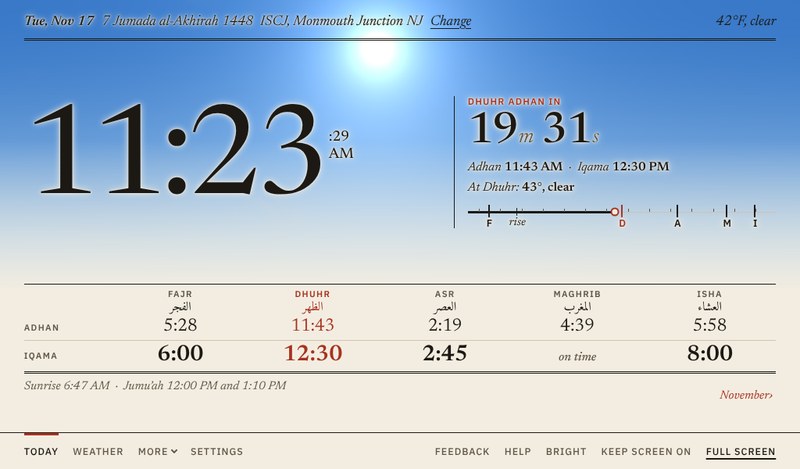 Tue, Nov 17 7 Jumada al-Akhirah 1448 ISCJ, Monmouth Junction NJ Change
42°F, clear
11:23 :29 AM
DHUHR ADHAN IN
19m 31s
Adhan 11:43 AM · Iqama 12:30 PM
At Dhuhr: 43°, clear
F rise D A M I
FAJR DHUHR ASR MAGHRIB ISHA
الفجر الظهر العصر المغرب العشاء
ADHAN 5:28 11:43 2:19 4:39 5:58
IQAMA 6:00 12:30 2:45 on time 8:00
Sunrise 6:47 AM · Jumu'ah 12:00 PM and 1:10 PM
November›
TODAY WEATHER MORE SETTINGS FEEDBACK HELP BRIGHT KEEP SCREEN ON FULL SCREEN